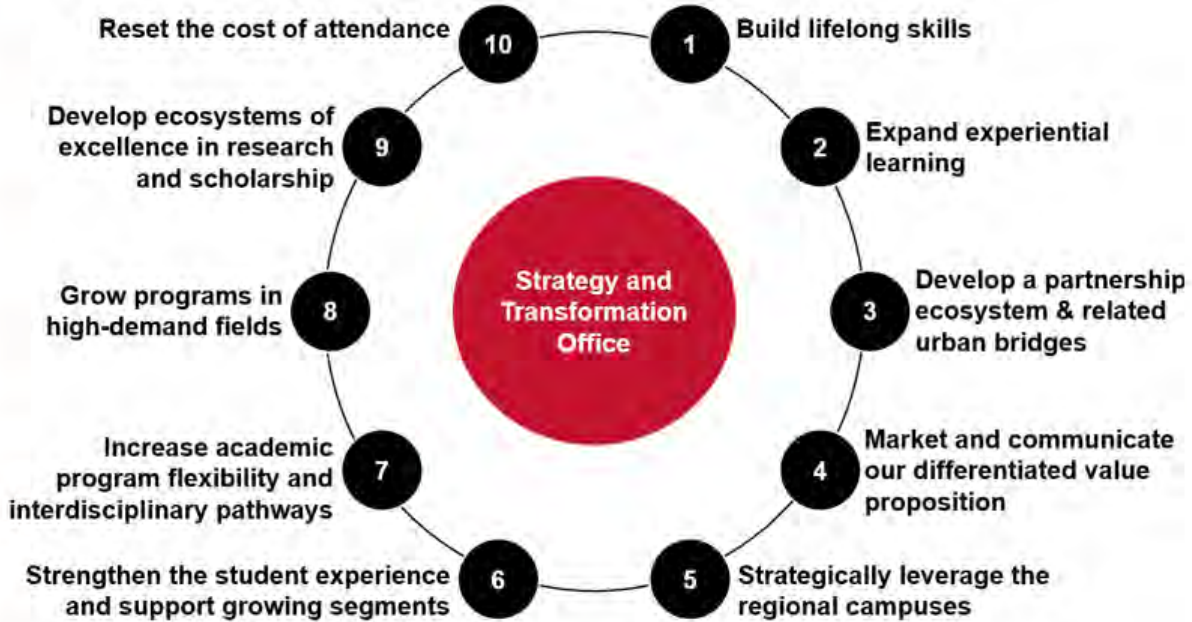 Strategy and
Transformation
Office
1
Build lifelong skills
2
Expand experiential
learning
3
Develop a partnership
ecosystem & related
urban bridges
4
Market and communicate
our differentiated value
proposition
5
Strategically leverage the
regional campuses
6
Strengthen the student experience
and support growing segments
7
Increase academic
program flexibility and
interdisciplinary pathways
8
Grow programs in
high-demand fields
9
Develop ecosystems of
excellence in research
and scholarship
10
Reset the cost of attendance